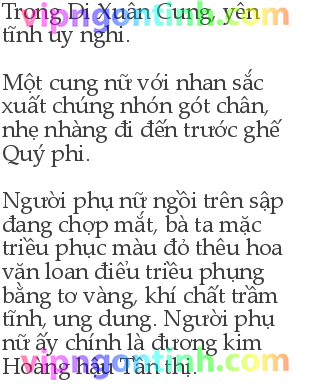 Trong Di Xuân Cung, yên
tĩnh uy nghi.
Một cung nữ với nhan sắc
xuất chúng nhón gót chân,
nhẹ nhàng đi đến trước ghế
Quý phi.
Người phụ nữ ngồi trên sập
đang chợp mắt, bà ta mặc
triều phục màu đỏ thêu hoa
văn loan điểu triều phụng
bằng tơ vàng, khí chất trầm
tĩnh, ung dung. Người phụ
nữ ấy chính là đương kim
Hoàng hậu Tần thị.
vipngontinh.com
vipngontinh.com